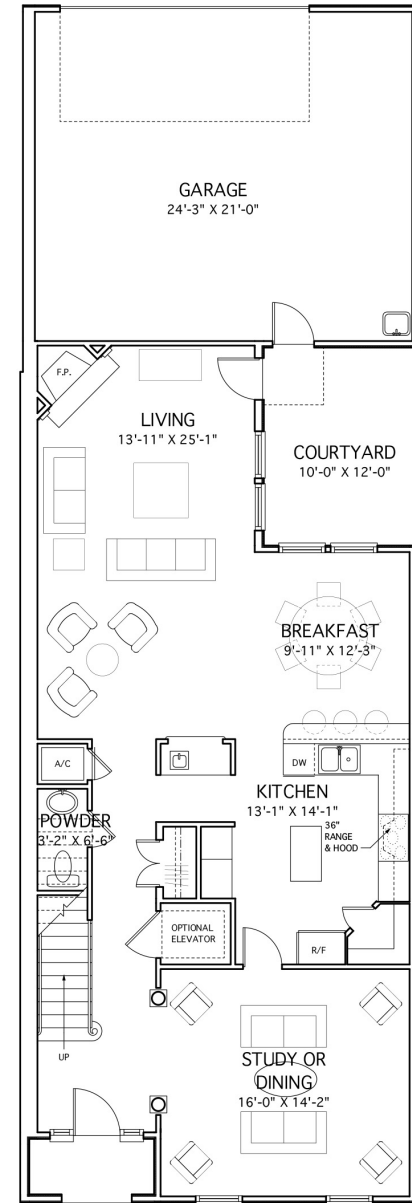 GARAGE
24'-3" X 21'-0"
F.P.
LIVING
13'-11" X 25'-1"
COURTYARD
10'-0" X 12'-0"
BREAKFAST
9'-11" X 12'-3"
A/C
DW
KITCHEN
13'-1" X 14'-1"
36"
RANGE
& HOOD
POWDER
3'-2" X 6'-6"
OPTIONAL
ELEVATOR
R/F
UP
STUDY OR
DINING
16'-0" X 14'-2"